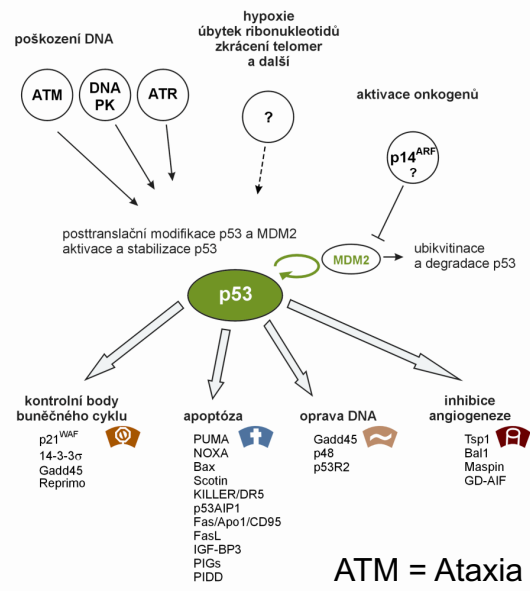 hypoxie
úbytek ribonukleotidů
zkrácení telomer
a další
poškození DNA
ATM
DNA
PK
ATR
?
aktivace onkogenů
p14ARF
?
posttranslační modifikace p53 a MDM2
aktivace a stabilizace p53
MDM2
ubikvitinace
a degradace p53
p53
kontrolní body
buněčného cyklu
p21WAF
14-3-3σ
Gadd45
Reprimo
apoptóza
PUMA
NOXA
Bax
Scotin
KILLER/DR5
p53AIP1
Fas/Apo1/CD95
FasL
IGF-BP3
PIGs
PIDD
oprava DNA
Gadd45
p48
p53R2
inhibice
angiogeneze
Tsp1
Bal1
Maspin
GD-AIF
ATM = Ataxia